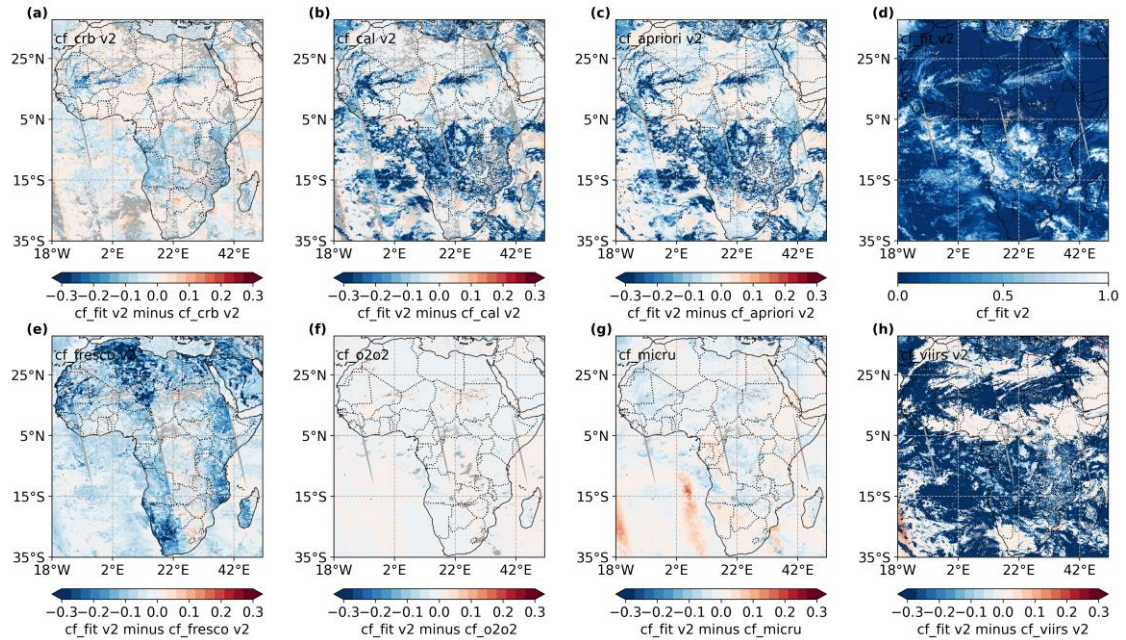 (a) (b) (c) (d)
cf_crb v2 cf_cal v2 cf_apriori v2 cf_fit v2
25°N 25°N 25°N 25°N
5°N 5°N 5°N 5°N
15°S 15°S 15°S 15°S
35°S 35°S 35°S 35°S
18°W 2°E 22°E 42°E 18°W 2°E 22°E 42°E 18°W 2°E 22°E 42°E 18°W 2°E 22°E 42°E
−0.3 −0.2 −0.1 0.0 0.1 0.2 0.3 −0.3 −0.2 −0.1 0.0 0.1 0.2 0.3 −0.3 −0.2 −0.1 0.0 0.1 0.2 0.3 0.0 0.5 1.0
cf_fit v2 minus cf_crb v2 cf_fit v2 minus cf_cal v2 cf_fit v2 minus cf_apriori v2 cf_fit v2
(e) (f) (g) (h)
cf_fresco v2 cf_o2o2 cf_micru cf_viirs v2
25°N 25°N 25°N 25°N
5°N 5°N 5°N 5°N
15°S 15°S 15°S 15°S
35°S 35°S 35°S 35°S
18°W 2°E 22°E 42°E 18°W 2°E 22°E 42°E 18°W 2°E 22°E 42°E 18°W 2°E 22°E 42°E
−0.3 −0.2 −0.1 0.0 0.1 0.2 0.3 −0.3 −0.2 −0.1 0.0 0.1 0.2 0.3 −0.3 −0.2 −0.1 0.0 0.1 0.2 0.3 −0.3 −0.2 −0.1 0.0 0.1 0.2 0.3
cf_fit v2 minus cf_fresco v2 cf_fit v2 minus cf_o2o2 cf_fit v2 minus cf_micru cf_fit v2 minus cf_viirs v2